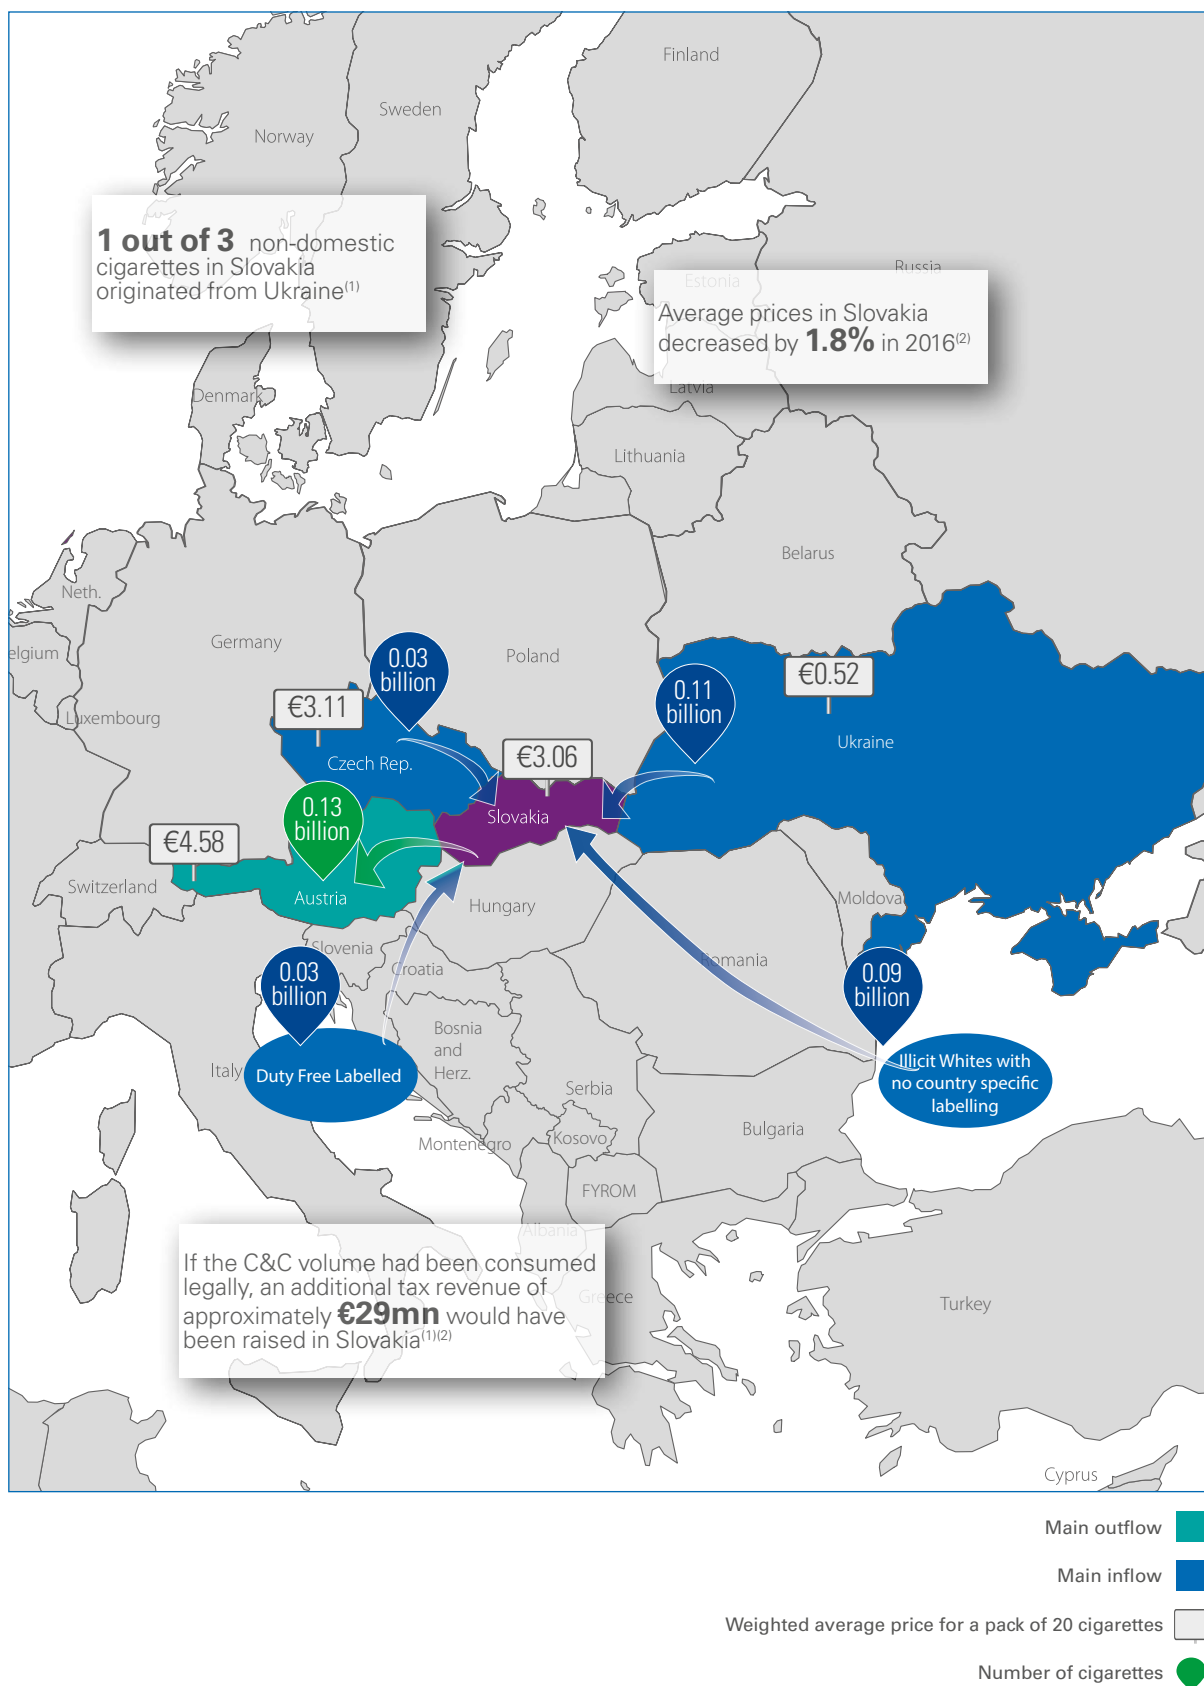 Finland
Sweden
Norway
1 out of 3 non-domestic
cigarettes in Slovakia
originated from Ukraine(1)
Russia
Estonia
Average prices in Slovakia
decreased by 1.8% in 2016(2)
Latvia
Denmark
Lithuania
Belarus
Neth.
Germany
elgium
Poland
0.03
billion
€0.52
0.11
billion
€3.11
Luxembourg
Ukraine
€3.06
Czech Rep.
0.13
billion
Slovakia
€4.58
Switzerland
Austria
Hungary
Moldova
Slovenia
Croatia
Romania
0.03
billion
0.09
billion
Bosnia
and
Herz.
Italy
Duty Free Labelled
Illicit Whites with
no country specific
labelling
Serbia
Bulgaria
Montenegro
Kosovo
FYROM
Albania
If the C&C volume had been consumed
legally, an additional tax revenue of
approximately €29mn would have
been raised in Slovakia(1)(2)
Greece
Turkey
Cyprus
Main outflow
Main inflow
Weighted average price for a pack of 20 cigarettes
Number of cigarettes